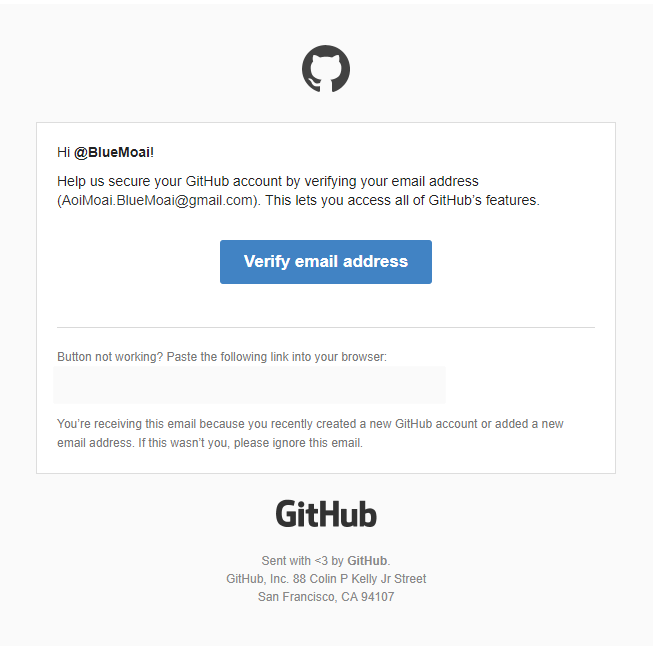 Hi @BlueMoai!
Help us secure your GitHub account by verifying your email address
(AoiMoai.BlueMoai@gmail.com). This lets you access all of GitHub's features.
Verify email address
Button not working? Paste the following link into your browser:
You're receiving this email because you recently created a new GitHub account or added a new
email address. If this wasn't you, please ignore this email.
GitHub
Sent with <3 by GitHub.
GitHub, Inc. 88 Colin P Kelly Jr Street
San Francisco, CA 94107